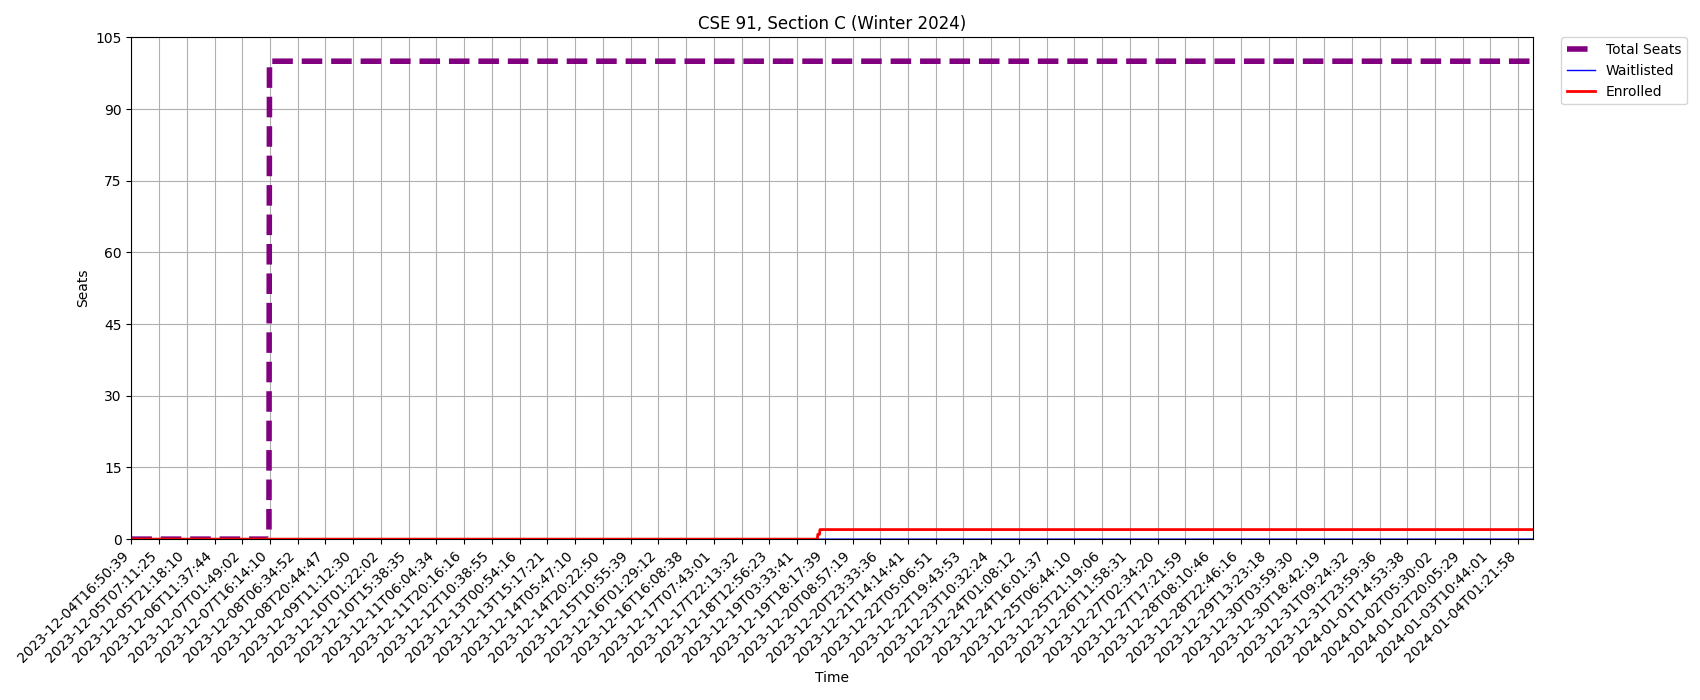 CSE 91, Section C (Winter 2024)
Total Seats
Waitlisted
Enrolled
105
90
75
60
45
30
15
0
Seats
2023-12-04T16:50:39
2023-12-05T07:11:25
2023-12-05T21:18:10
2023-12-06T11:37:44
2023-12-07T01:49:02
2023-12-07T16:14:10
2023-12-08T06:34:52
2023-12-08T20:44:47
2023-12-09T11:12:30
2023-12-10T01:22:02
2023-12-10T15:38:35
2023-12-11T06:04:34
2023-12-11T20:16:16
2023-12-12T10:38:55
2023-12-13T00:54:16
2023-12-13T15:17:21
2023-12-14T05:47:10
2023-12-14T20:22:50
2023-12-15T10:55:39
2023-12-16T01:29:12
2023-12-16T16:08:38
2023-12-17T07:43:01
2023-12-17T22:13:32
2023-12-18T12:56:23
2023-12-19T03:33:41
2023-12-19T18:17:39
2023-12-20T08:57:19
2023-12-20T23:33:36
2023-12-21T14:14:41
2023-12-22T05:06:51
2023-12-22T19:43:53
2023-12-23T10:32:24
2023-12-24T01:08:12
2023-12-24T16:01:37
2023-12-25T06:44:10
2023-12-25T21:19:06
2023-12-26T11:58:31
2023-12-27T02:34:20
2023-12-27T17:21:59
2023-12-28T08:10:46
2023-12-28T22:46:16
2023-12-29T13:23:18
2023-12-30T03:59:30
2023-12-30T18:42:19
2023-12-31T09:24:32
2023-12-31T23:59:36
2024-01-01T14:53:38
2024-01-02T05:30:02
2024-01-02T20:05:29
2024-01-03T10:44:01
2024-01-04T01:21:58
Time